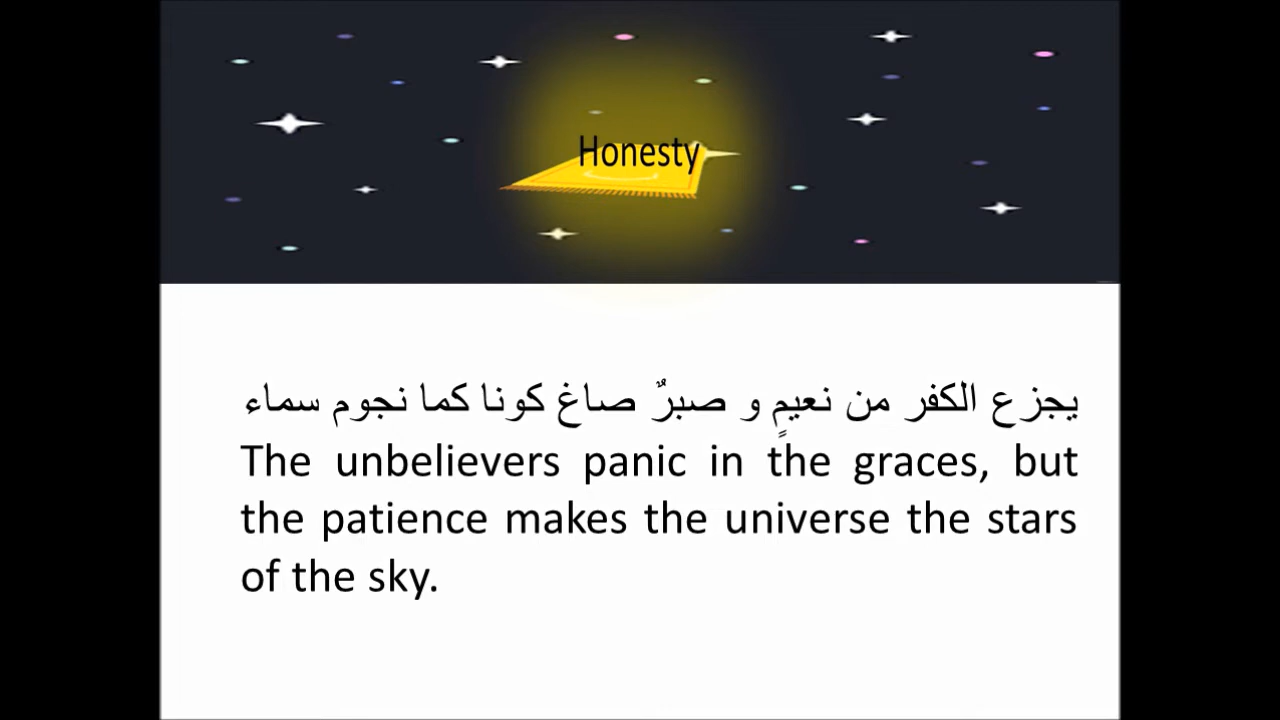 Honesty
يجزع الكفر من نعيمٍ و صبرٌ صاغ كونا كما نجوم سماء
The unbelievers panic in the graces, but
the patience makes the universe the stars
of the sky.